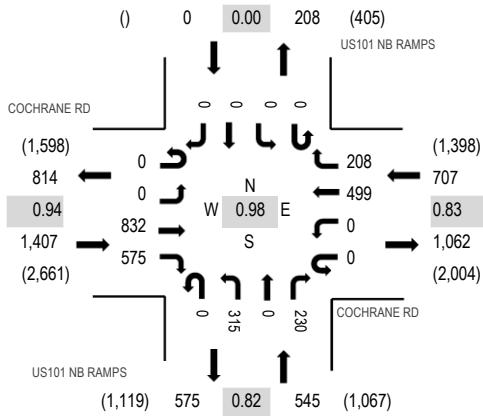 () 0 0.00 208 (405)
US101 NB RAMPS
0 0 0 0
COCHRANE RD
(1,598) 0 208 (1,398)
814 707
0 N 499
0.94 W 0.98 E 0.83
832 0
1,407 S 1,062
575 0
(2,661) (2,004)
0 315 0 230
COCHRANE RD
US101 NB RAMPS
(1,119) 575 0.82 545 (1,067)